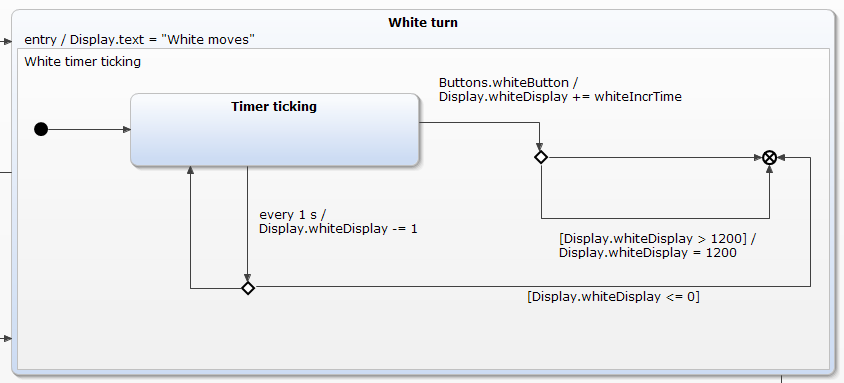 White turn
entry / Display.text = "White moves"
White timer ticking
Buttons.whiteButton /
Display.whiteDisplay += whiteIncrTime
Timer ticking
every 1 s /
Display.whiteDisplay -= 1
[Display.whiteDisplay > 1200] /
Display.whiteDisplay = 1200
[Display.whiteDisplay <= 0]